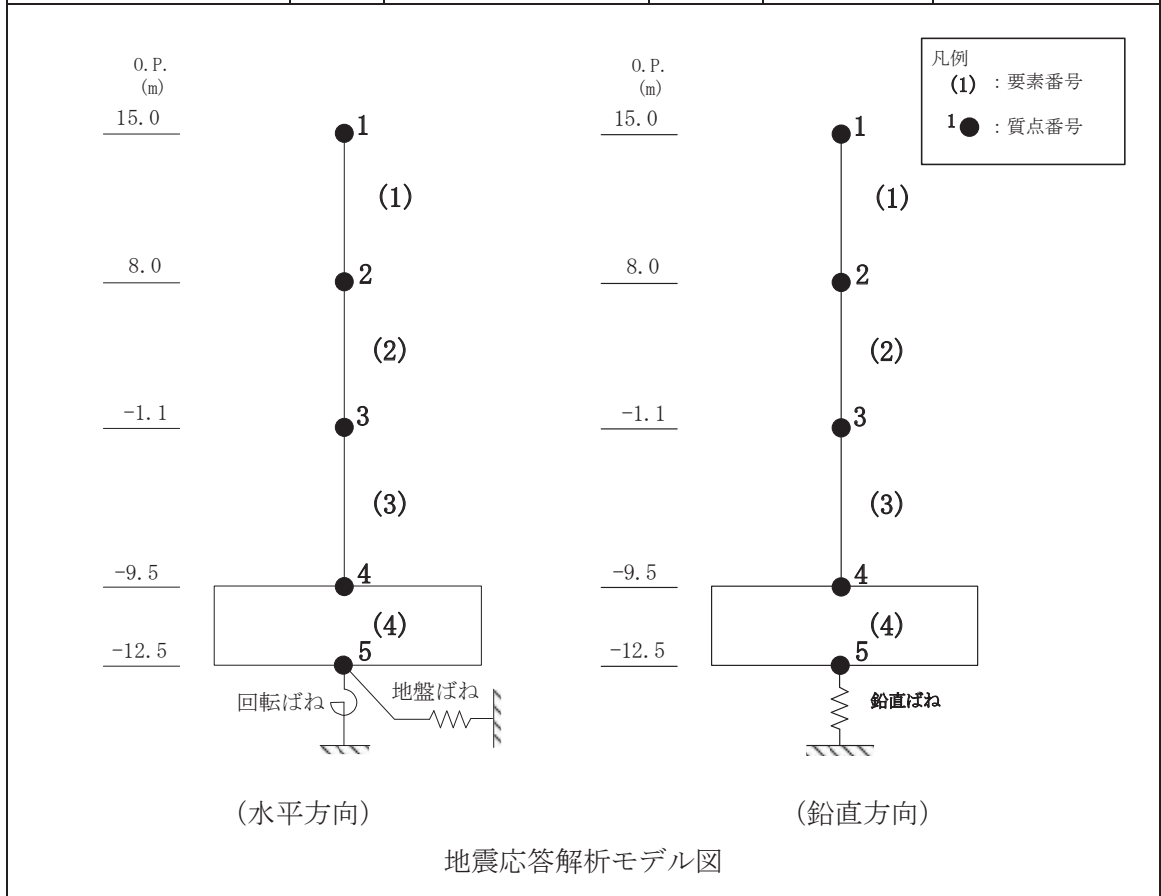 O.P.
(m)
15.0
8.0
-1.1
-9.5
-12.5
1
(1)
2
(2)
3
(3)
4
(4)
5
回転ばね
地盤ばね
(水平方向)
O.P.
(m)
15.0
8.0
-1.1
-9.5
-12.5
1
(1)
2
(2)
3
(3)
4
(4)
5
鉛直ばね
(鉛直方向)
凡例
(1) : 要素番号
1 ● : 質点番号
地震応答解析モデル図